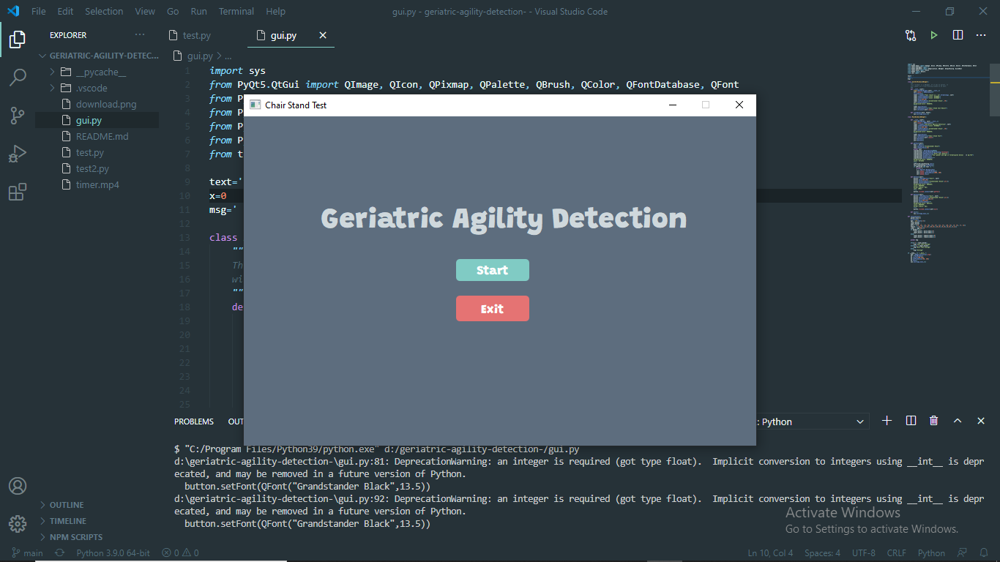 File Edit Selection View Go Run Terminal Help
gui.py - geriatric-agility-detection- - Visual Studio Code
EXPLORER
test.py
gui.py
GERIATRIC-AGILITY-DETEC...
__pycache__
.vscode
download.png
gui.py
README.md
test.py
test2.py
timer.mp4
gui.py > ...
1 import sys
2 from PyQt5.QtGui import QImage, QIcon, QPixmap, QPalette, QBrush, QColor, QFontDatabase, QFont
3 from P
4 from P
5 from P
6 from P
7 from t
8
9 text='
10 x=0
11 msg='
12
13 class
14 ""
15 Th
16 wi
17 ""
18 de
19
20
21
22
23
24
25
Chair Stand Test
Geriatric Agility Detection
Start
Exit
PROBLEMS OUT
: Python
$ "C:/Program Files/Python39/python.exe" d:/geriatric-agility-detection-/gui.py
d:\geriatric-agility-detection-\gui.py:81: DeprecationWarning: an integer is required (got type float).  Implicit conversion to integers using __int__ is depr
ecated, and may be removed in a future version of Python.
button.setFont(QFont("Grandstander Black",13.5))
d:\geriatric-agility-detection-\gui.py:92: DeprecationWarning: an integer is required (got type float).  Implicit conversion to integers using __int__ is depr
ecated, and may be removed in a future version of Python.
button.setFont(QFont("Grandstander Black",13.5))
OUTLINE
TIMELINE
NPM SCRIPTS
Activate Windows
Go to Settings to activate Windows.
main
Python 3.9.0 64-bit
0 0
Ln 10, Col 4
Spaces: 4
UTF-8
CRLF
Python